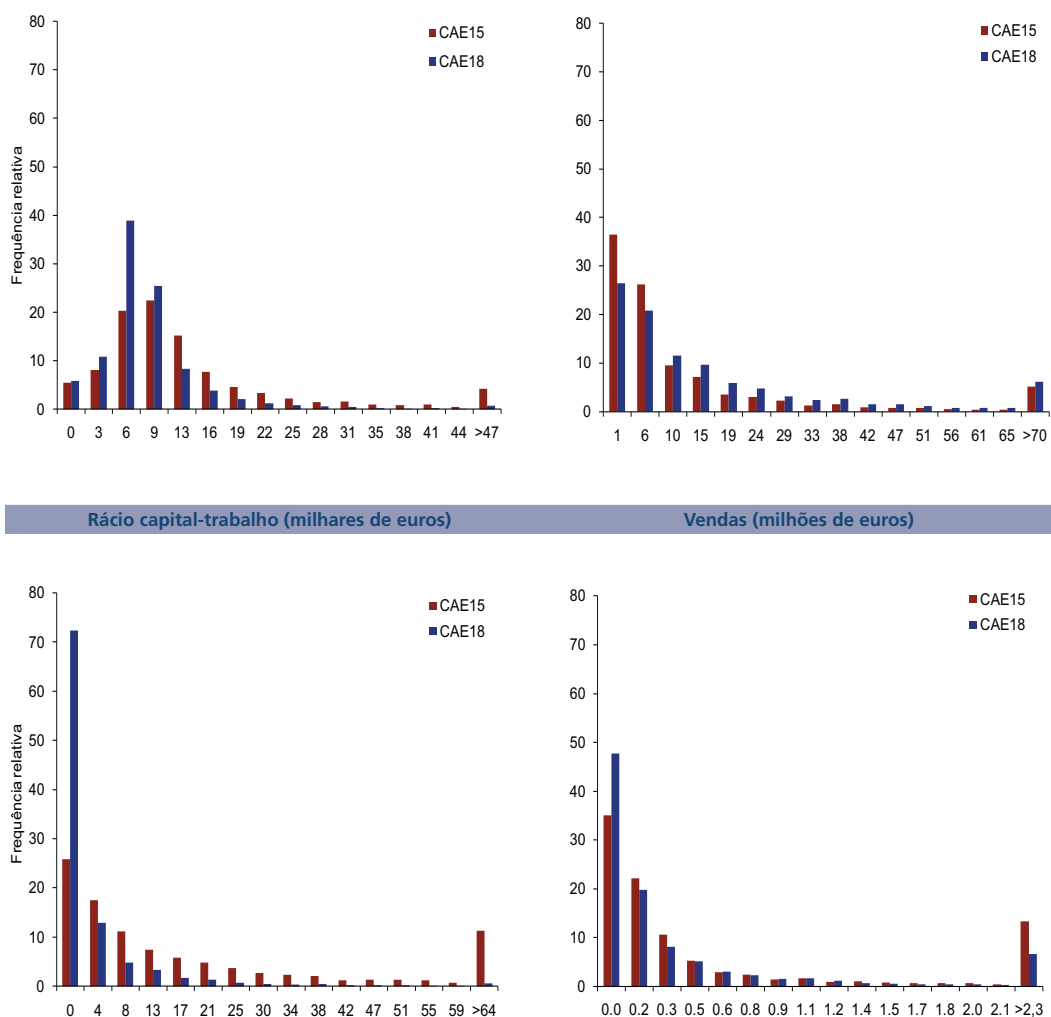 80
70
60
50
40
30
20
10
0
Frequência relativa
CAE15
CAE18
0 3 6 9 13 16 19 22 25 28 31 35 38 41 44 >47
80
70
60
50
40
30
20
10
0
CAE15
CAE18
1 6 10 15 19 24 29 33 38 42 47 51 56 61 65 >70
Rácio capital-trabalho (milhares de euros)
Vendas (milhões de euros)
80
70
60
50
40
30
20
10
0
Frequência relativa
CAE15
CAE18
0 4 8 13 17 21 25 30 34 38 42 47 51 55 59 >64
80
70
60
50
40
30
20
10
0
CAE15
CAE18
0.0 0.2 0.3 0.5 0.6 0.8 0.9 1.1 1.2 1.4 1.5 1.7 1.8 2.0 2.1 >2,3